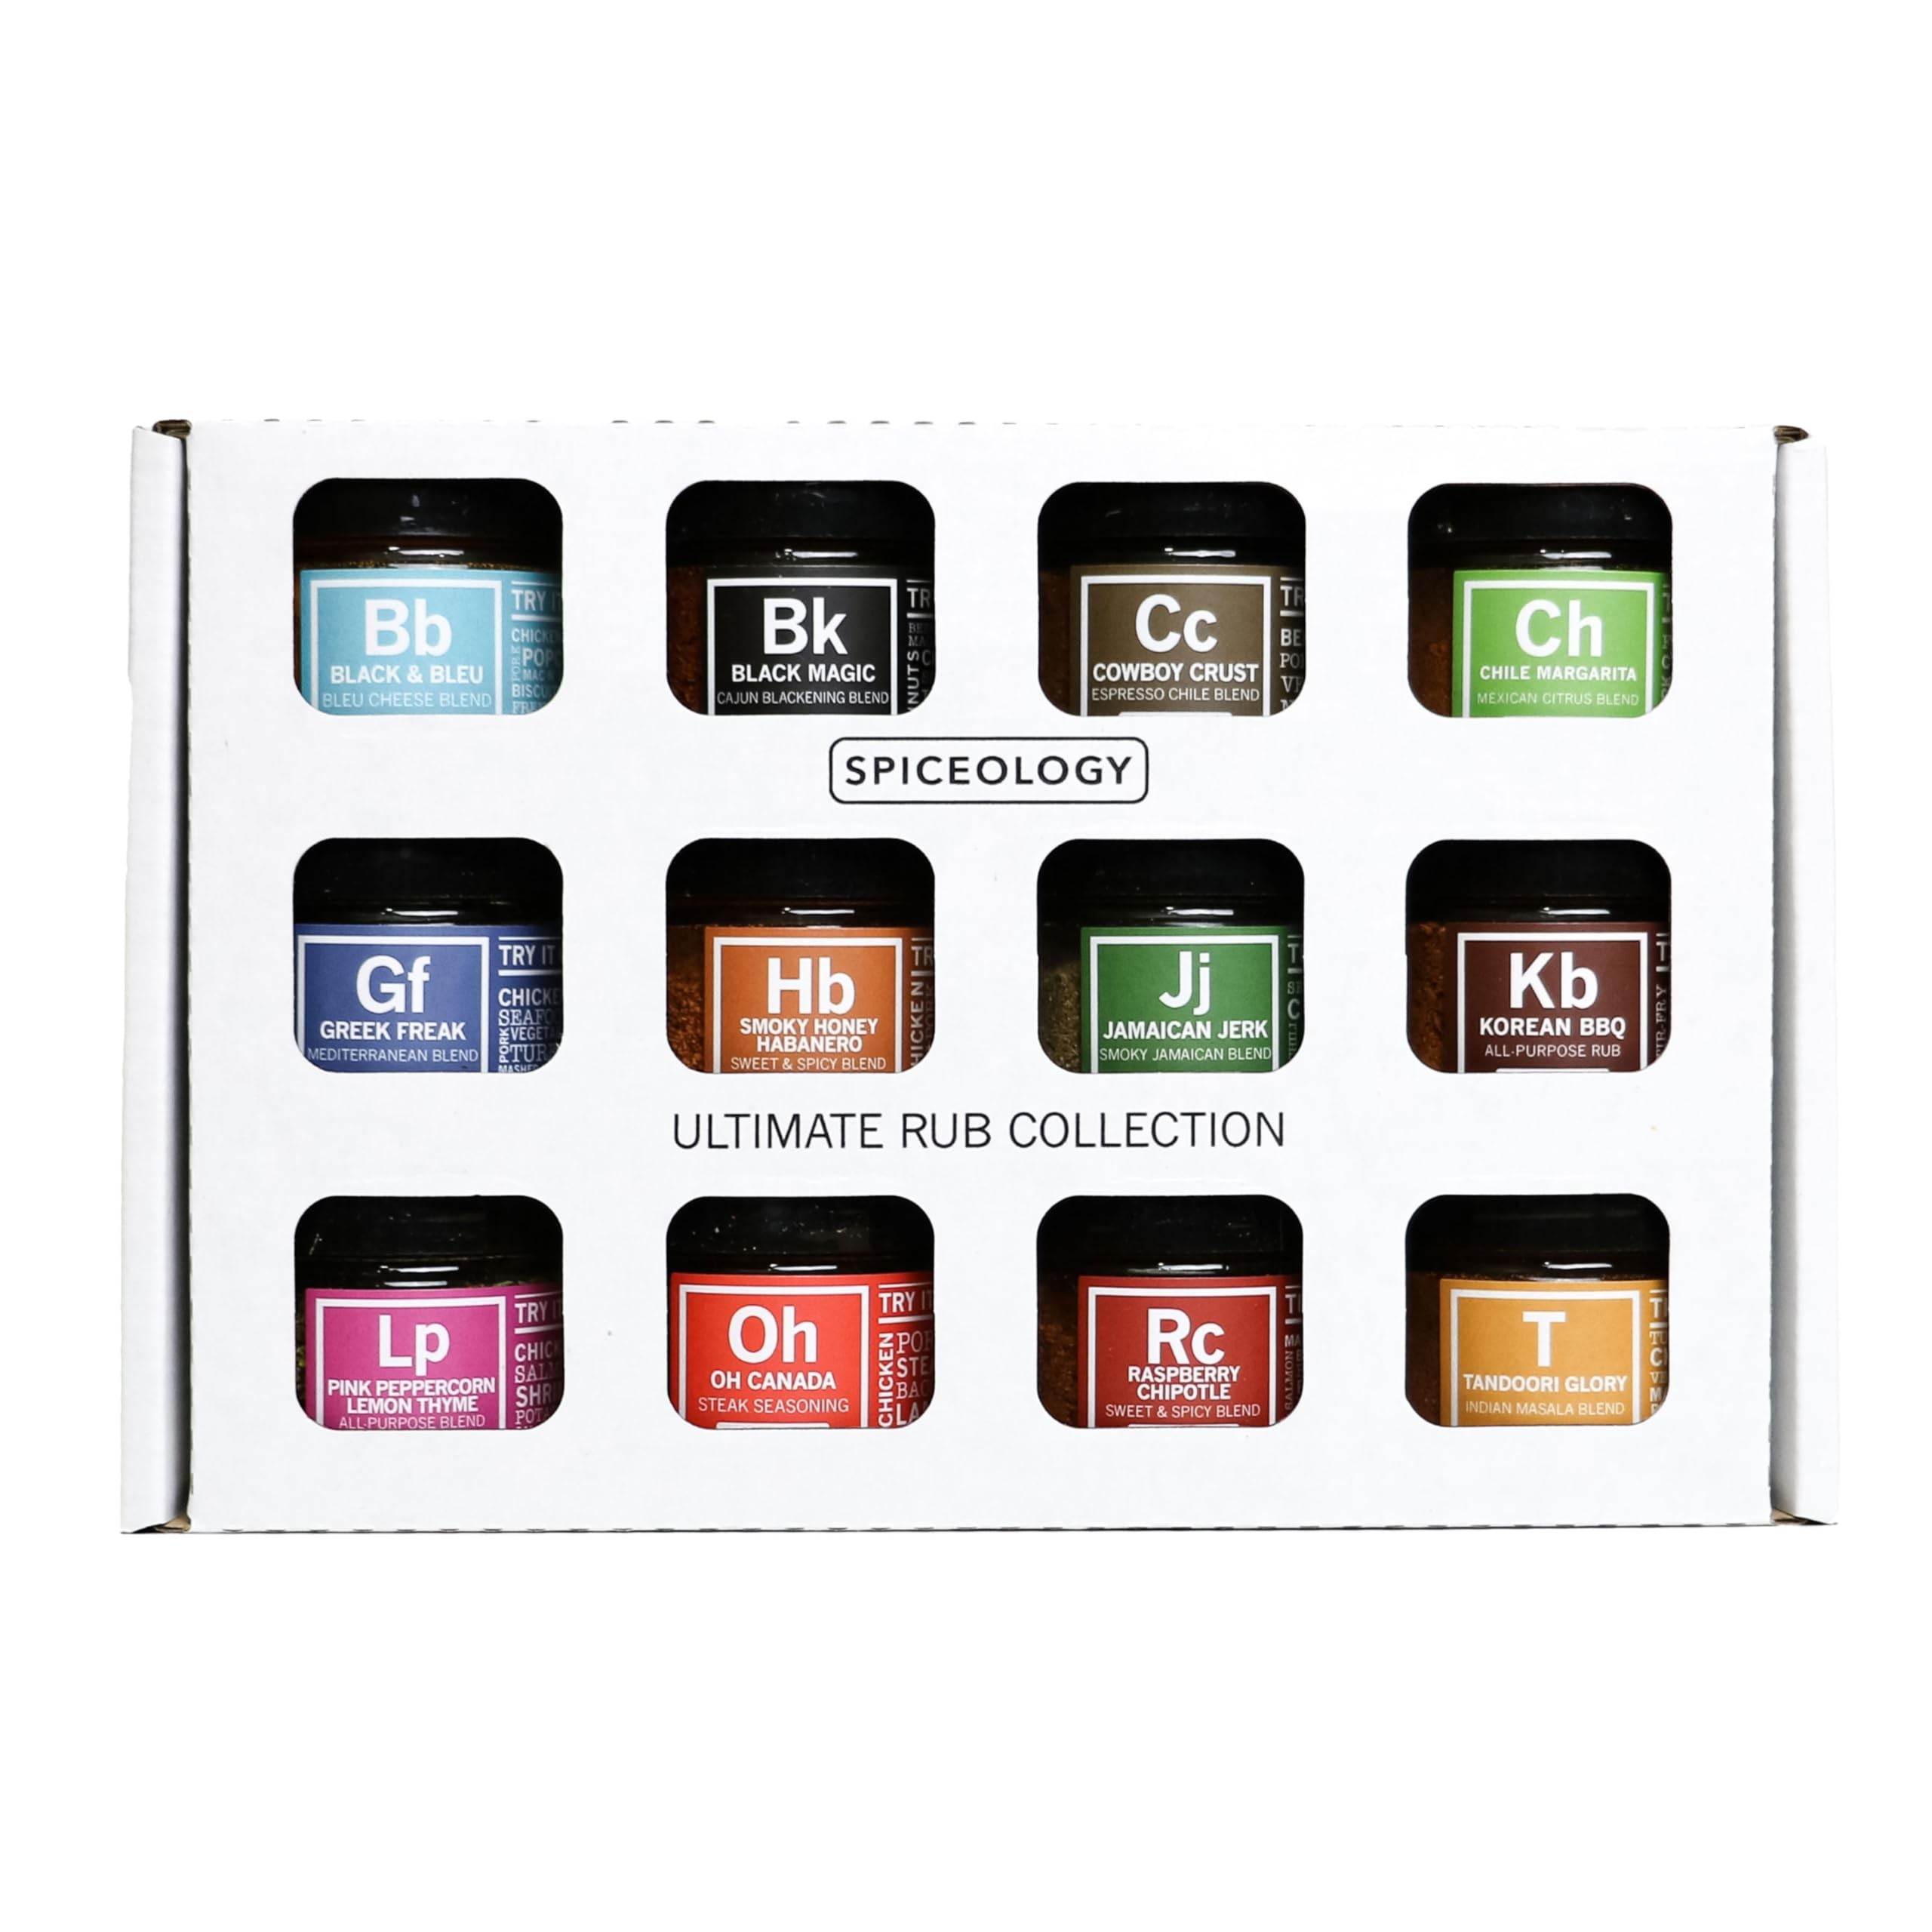 Bb
BLACK & BLEU
BLEU CHEESE BLEND
TRY
Bk
BLACK MAGIC
CAJUN BLACKENING BLEND
Cc
COWBOY CRUST
ESPRESSO CHILE BLEND
Ch
CHILE MARGARITA
MEXICAN CITRUS BLEND
SPICEOLOGY
Gf
GREEK FREAK
MEDITERRANEAN BLEND
TRY IT
PORK
Hb
SMOKY HONEY
HABANERO
SWEET & SPICY BLEND
Jj
JAMAICAN JERK
SMOKY JAMAICAN BLEND
Kb
KOREAN BBQ
ALL-PURPOSE RUB
ULTIMATE RUB COLLECTION
Lp
PINK PEPPERCORN
LEMON THYME
ALL-PURPOSE BLEND
TRY
Oh
OH CANADA
STEAK SEASONING
TRY
CHICKEN
Rc
RASPBERRY
CHIPOTLE
SWEET & SPICY BLEND
SALMON
T
TANDOORI GLORY
INDIAN MASALA BLEND